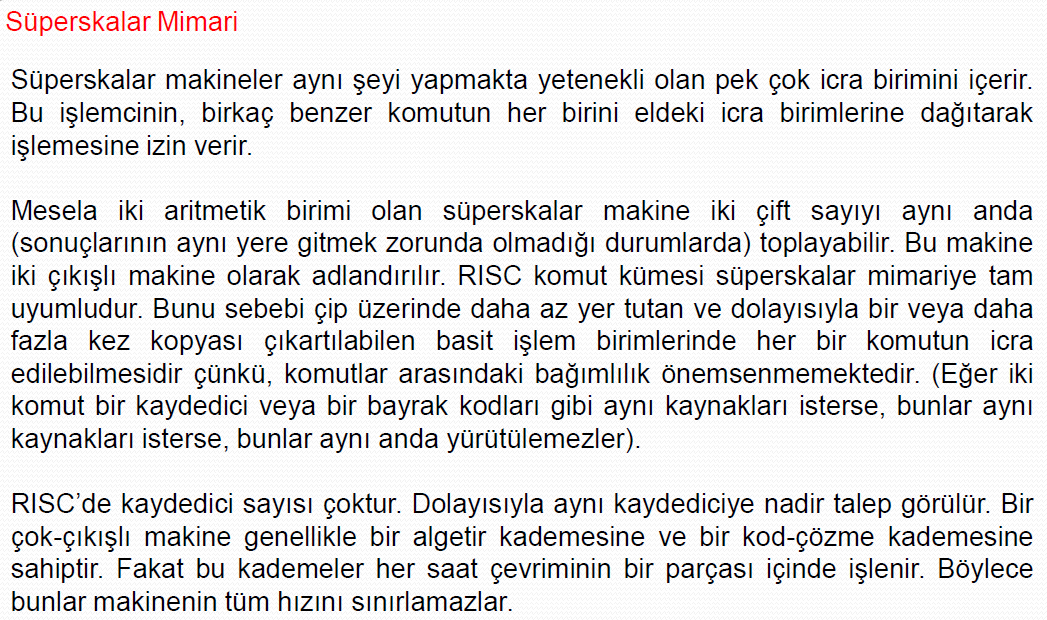 Süperskalar Mimari
Süperskalar makineler aynı şeyi yapmakta yetenekli olan pek çok icra birimini içerir.
Bu işlemcinin, birkaç benzer komutun her birini eldeki icra birimlerine dağıtarak
işlemesine izin verir.
Mesela iki aritmetik birimi olan süperskalar makine iki çift sayıyı aynı anda
(sonuçlarının aynı yere gitmek zorunda olmadığı durumlarda) toplayabilir. Bu makine
iki çıkışlı makine olarak adlandırılır. RISC komut kümesi süperskalar mimariye tam
uyumludur. Bunu sebebi çip üzerinde daha az yer tutan ve dolayısıyla bir veya daha
fazla kez kopyası çıkartılabilen basit işlem birimlerinde her bir komutun icra
edilebilmesidir çünkü, komutlar arasındaki bağımlılık önemsenmemektedir. (Eğer iki
komut bir kaydedici veya bir bayrak kodları gibi aynı kaynakları isterse, bunlar aynı
kaynakları isterse, bunlar aynı anda yürütülemezler).
RISC’de kaydedici sayısı çoktur. Dolayısıyla aynı kaydediciye nadir talep görülür. Bir
çok-çıkışlı makine genellikle bir algetir kademesine ve bir kod-çözme kademesine
sahiptir. Fakat bu kademeler her saat çevriminin bir parçası içinde işlenir. Böylece
bunlar makinenin tüm hızını sınırlamazlar.